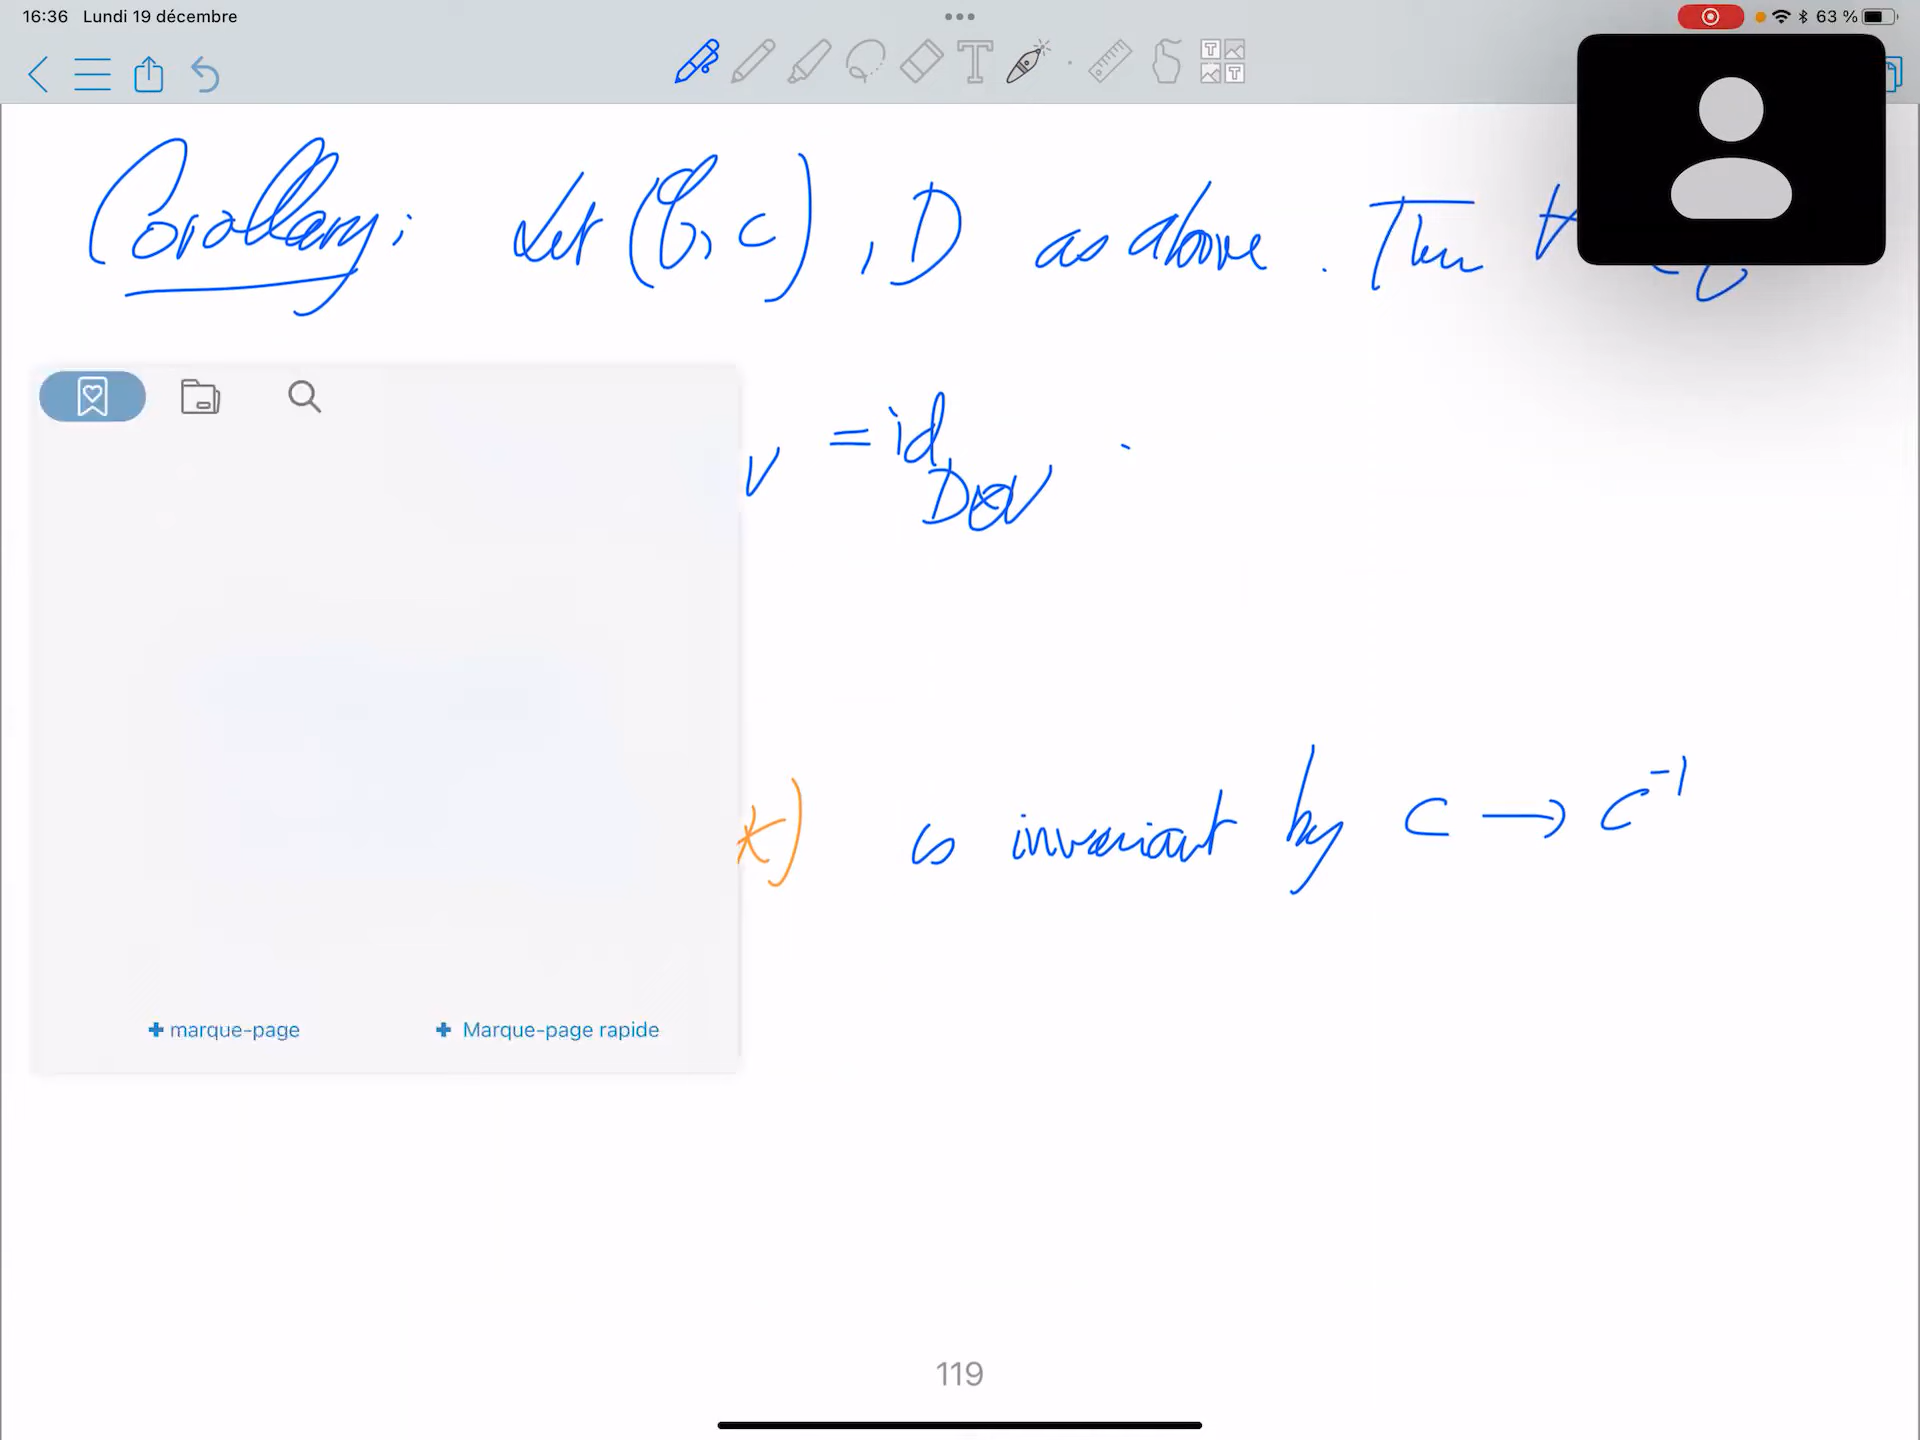 16:36 Lundi 19 décembre
63 %
Corollary: Let (C, c), D as above. Then ∀
V = id D⊗V .
*) is invariant by c → c⁻¹
+ marque-page + Marque-page rapide
119